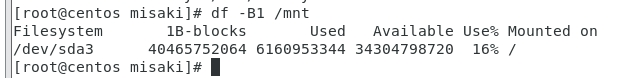 [root@centos misaki]# df -B1 /mnt
Filesystem 1B-blocks Used Available Use% Mounted on
/dev/sda3 40465752064 6160953344 34304798720 16% /
[root@centos misaki]#